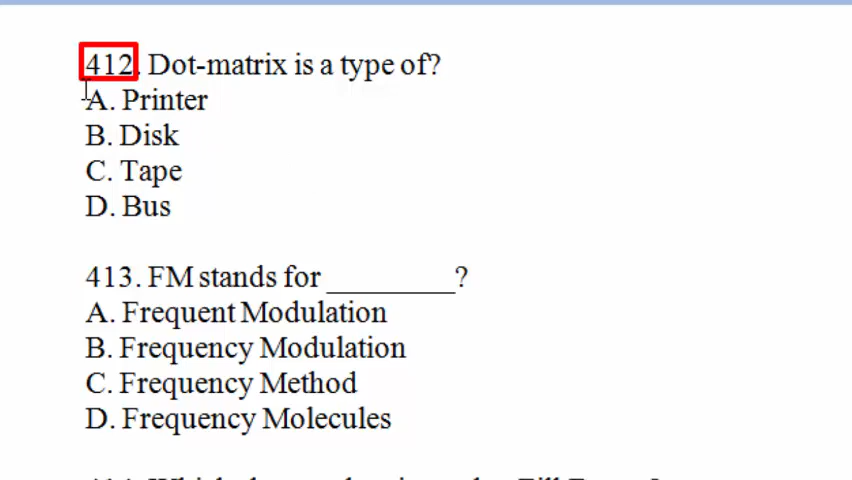 412. Dot-matrix is a type of?
A. Printer
B. Disk
C. Tape
D. Bus
413. FM stands for _________?
A. Frequent Modulation
B. Frequency Modulation
C. Frequency Method
D. Frequency Molecules